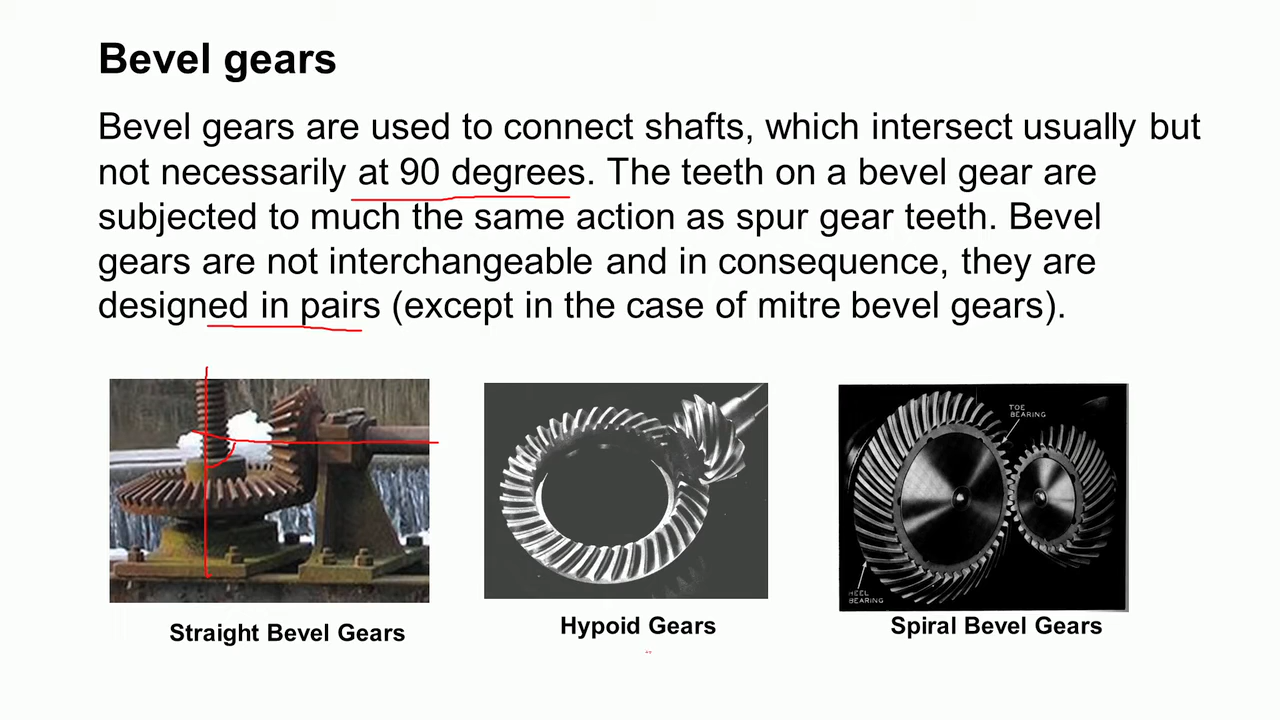 Bevel gears
Bevel gears are used to connect shafts, which intersect usually but
not necessarily at 90 degrees. The teeth on a bevel gear are
subjected to much the same action as spur gear teeth. Bevel
gears are not interchangeable and in consequence, they are
designed in pairs (except in the case of mitre bevel gears).
TOE
BEARING
HEEL
BEARING
Straight Bevel Gears
Hypoid Gears
Spiral Bevel Gears